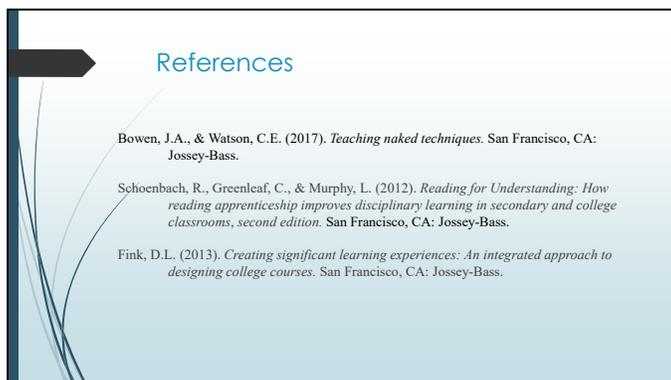 References
Bowen, J.A., & Watson, C.E. (2017). Teaching naked techniques. San Francisco, CA:
Jossey-Bass.
Schoenbach, R., Greenleaf, C., & Murphy, L. (2012). Reading for Understanding: How
reading apprenticeship improves disciplinary learning in secondary and college
classrooms, second edition. San Francisco, CA: Jossey-Bass.
Fink, D.L. (2013). Creating significant learning experiences: An integrated approach to
designing college courses. San Francisco, CA: Jossey-Bass.